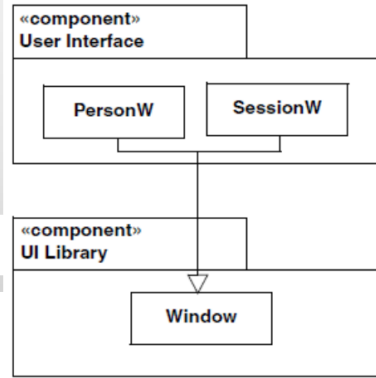 «component»
User Interface
PersonW
SessionW
«component»
UI Library
Window